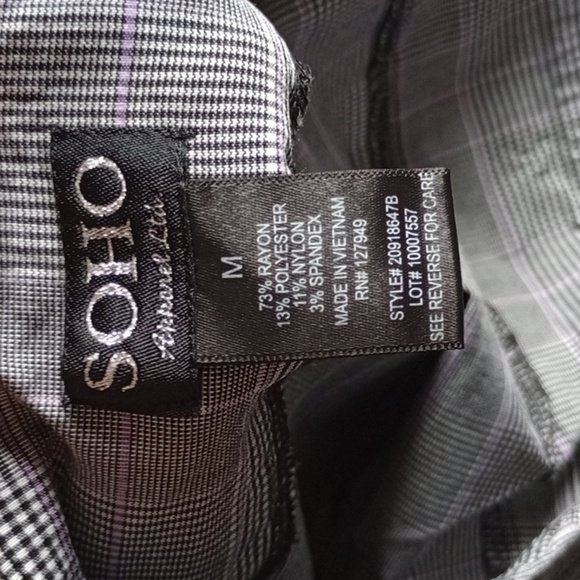 SOHO
Apparel Ltd.
M
73% RAYON
13% POLYESTER
11% NYLON
3% SPANDEX
MADE IN VIETNAM
RN# 127949
STYLE# 20918647B
LOT# 10007557
SEE REVERSE FOR CARE